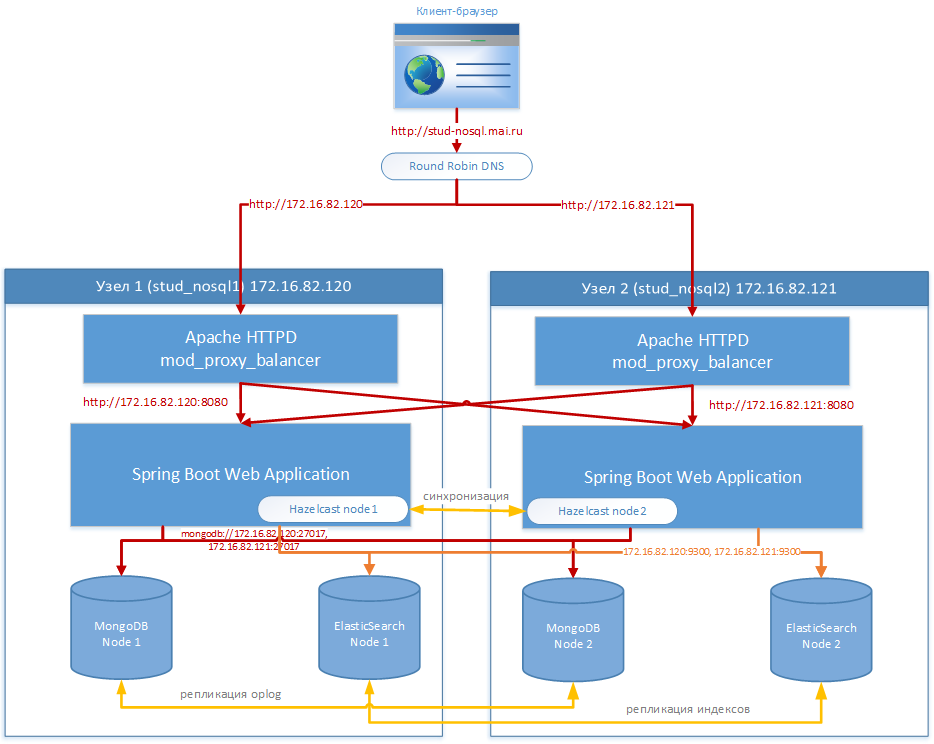 Клиент-браузер
http://stud-nosql.mai.ru
Round Robin DNS
http://172.16.82.120
http://172.16.82.121
Узел 1 (stud_nosql1) 172.16.82.120
Узел 2 (stud_nosql2) 172.16.82.121
Apache HTTPD
mod_proxy_balancer
Apache HTTPD
mod_proxy_balancer
http://172.16.82.120:8080
http://172.16.82.121:8080
Spring Boot Web Application
Spring Boot Web Application
синхронизация
Hazelcast node1
Hazelcast node2
mongodb://172.16.82.120:27017,
172.16.82.121:27017
172.16.82.120:9300, 172.16.82.121:9300
MongoDB
Node 1
ElasticSearch
Node 1
MongoDB
Node 2
ElasticSearch
Node 2
репликация oplog
репликация индексов